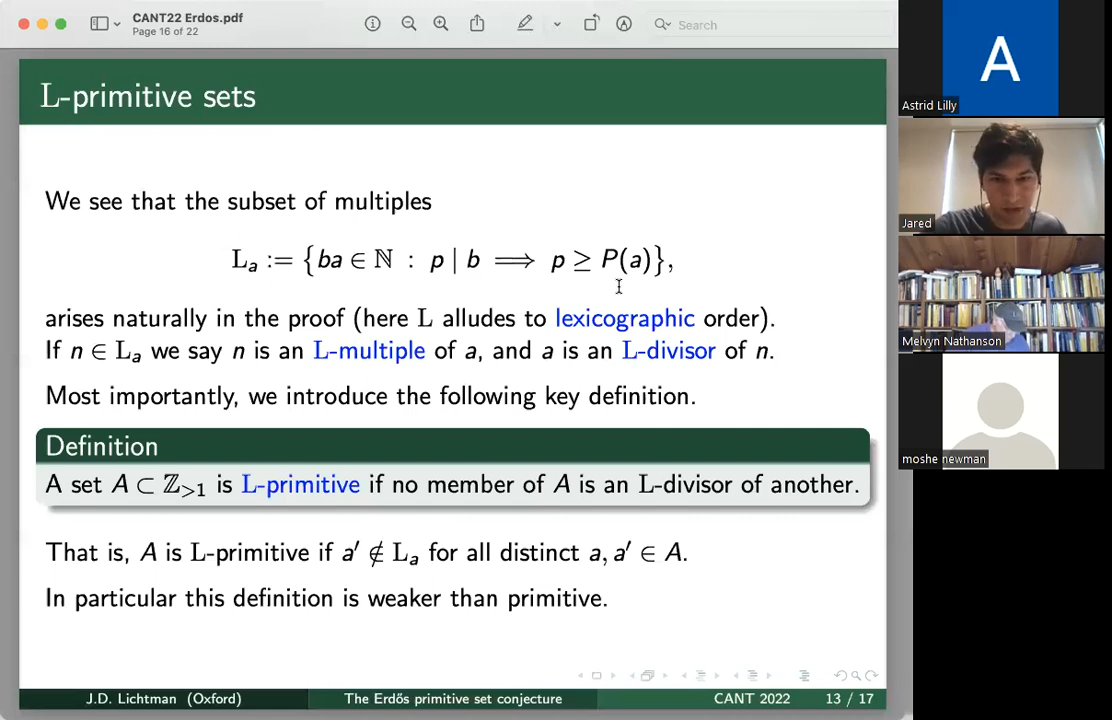 CANT22 Erdos.pdf
Page 16 of 22
Search
L-primitive sets
We see that the subset of multiples
Lₐ := {ba ∈ ℕ : p | b ⟹ p ≥ P(a)},
arises naturally in the proof (here L alludes to lexicographic order).
If n ∈ Lₐ we say n is an L-multiple of a, and a is an L-divisor of n.
Most importantly, we introduce the following key definition.
Definition
A set A ⊂ ℤ>1 is L-primitive if no member of A is an L-divisor of another.
That is, A is L-primitive if a′ ∉ Lₐ for all distinct a, a′ ∈ A.
In particular this definition is weaker than primitive.
J.D. Lichtman (Oxford) The Erdős primitive set conjecture CANT 2022 13 / 17
A
Astrid Lilly
Jared
Melvyn Nathanson
moshe newman